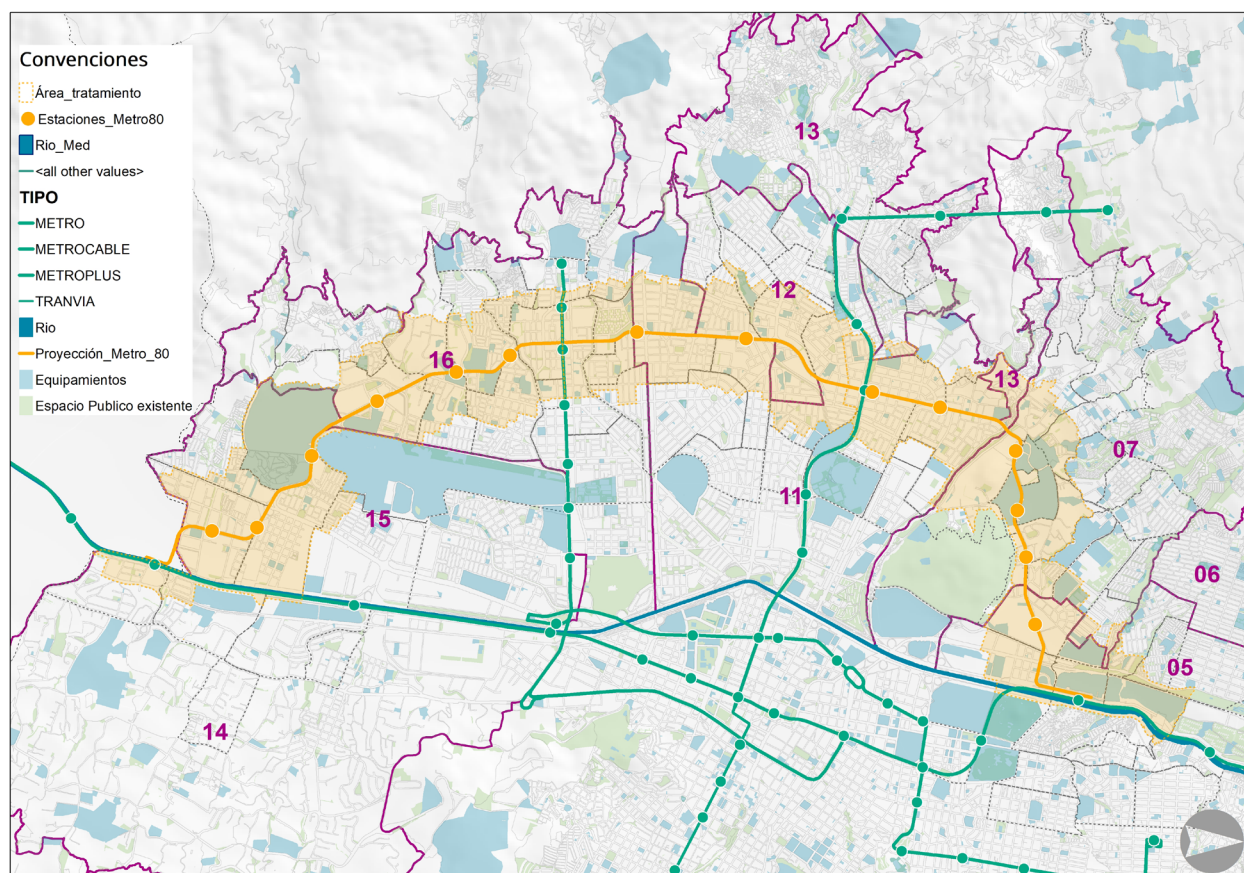 Convenciones
Área_tratamiento
Estaciones_Metro80
Rio_Med
<all other values>
TIPO
METRO
METROCABLE
METROPLUS
TRANVIA
Rio
Proyección_Metro_80
Equipamientos
Espacio Publico existente
13
12
16
13
07
11
15
06
05
14